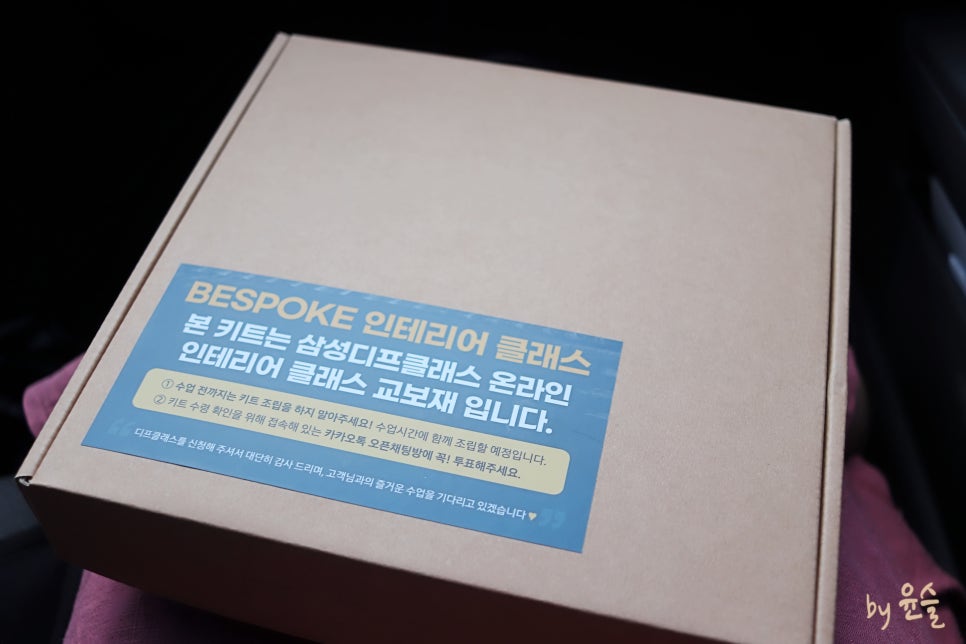 BESPOKE 인테리어 클래스
본 키트는 삼성디프클래스 온라인
인테리어 클래스 교보재 입니다.
① 수업 전까지는 키트 조립을 하지 말아주세요! 수업시간에 함께 조립할 예정입니다.
② 키트 수령 확인을 위해 접속해 있는 카카오톡 오픈채팅방에 꼭! 투표해주세요.
디프클래스를 신청해 주셔서 대단히 감사 드리며, 고객님과의 즐거운 수업을 기다리고 있겠습니다♥
by 윤슬